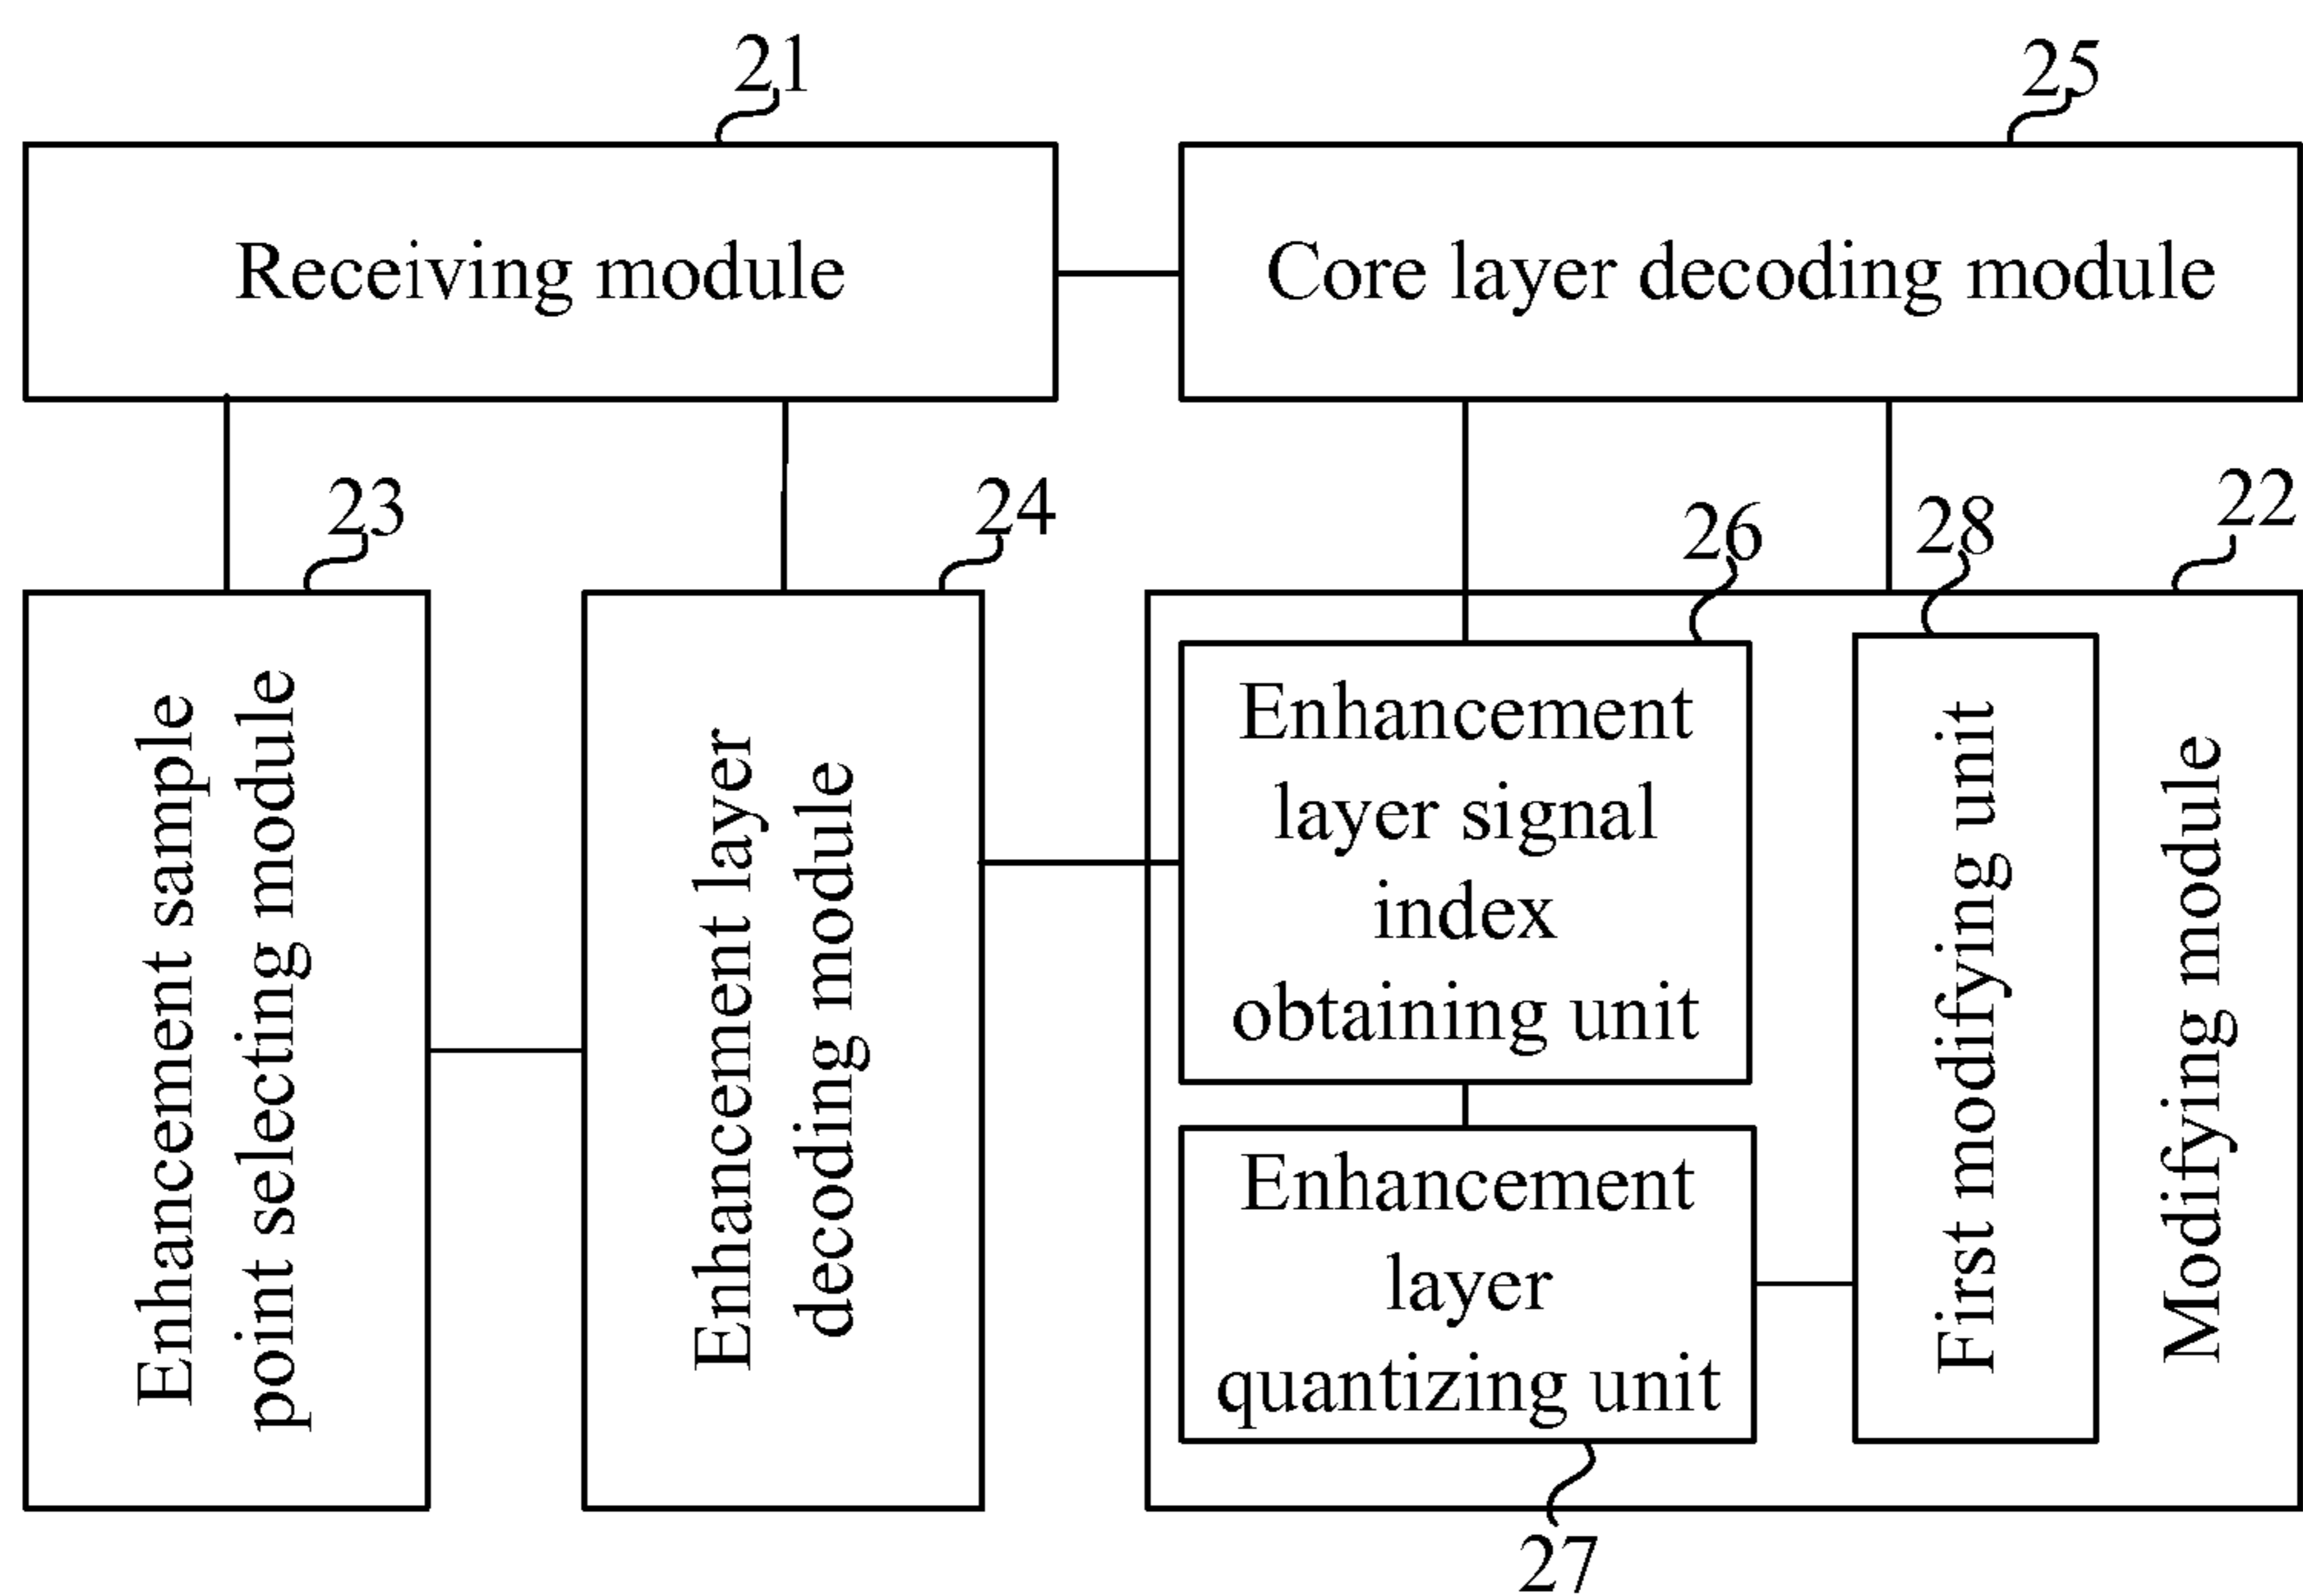 21
25
Receiving module
Core layer decoding module
23
24
26
28
22
Enhancement sample
point selecting module
Enhancement layer
decoding module
Enhancement
layer signal
index
obtaining unit
Enhancement
layer
quantizing unit
First modifying unit
Modifying module
27